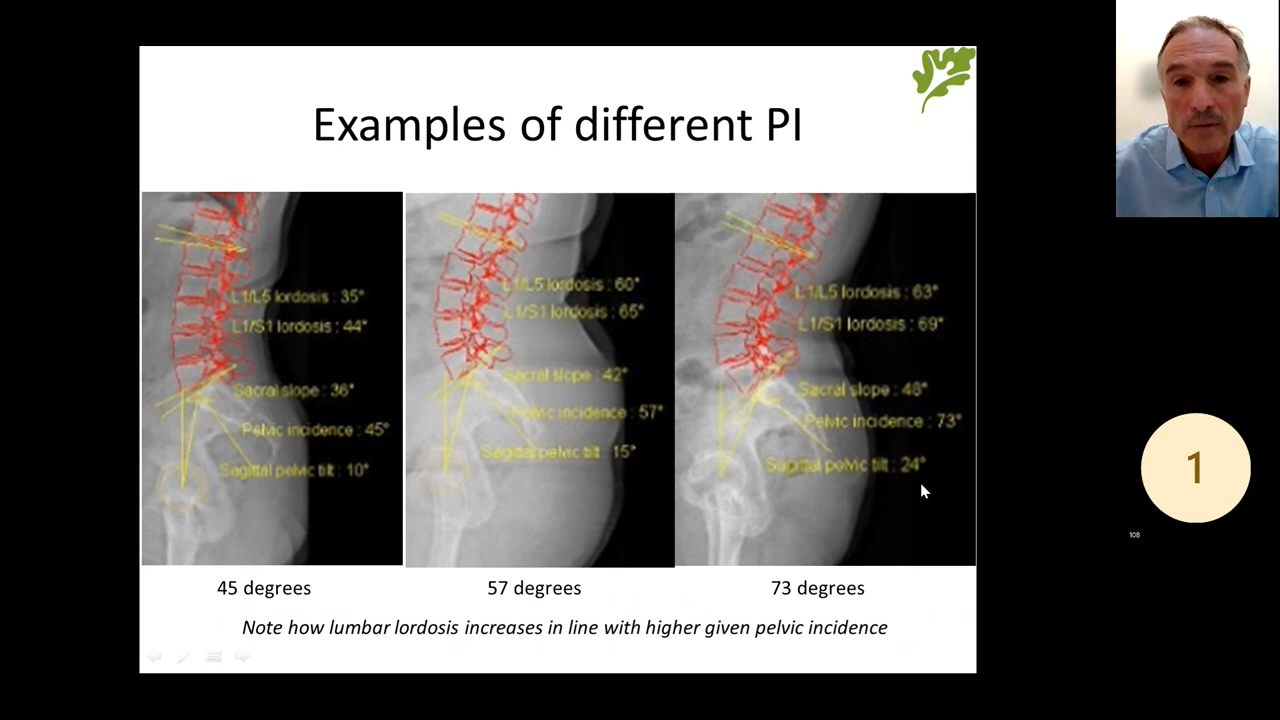 Examples of different PI
L1/L5 lordosis : 35°
L1/S1 lordosis : 44°
Sacral slope : 36°
Pelvic incidence : 45°
Sagittal pelvic tilt : 10°
L1/L5 lordosis : 60°
L1/S1 lordosis : 65°
Sacral slope : 42°
Pelvic incidence : 57°
Sagittal pelvic tilt : 15°
L1/L5 lordosis : 63°
L1/S1 lordosis : 69°
Sacral slope : 48°
Pelvic incidence : 73°
Sagittal pelvic tilt : 24°
45 degrees
57 degrees
73 degrees
Note how lumbar lordosis increases in line with higher given pelvic incidence
1
108